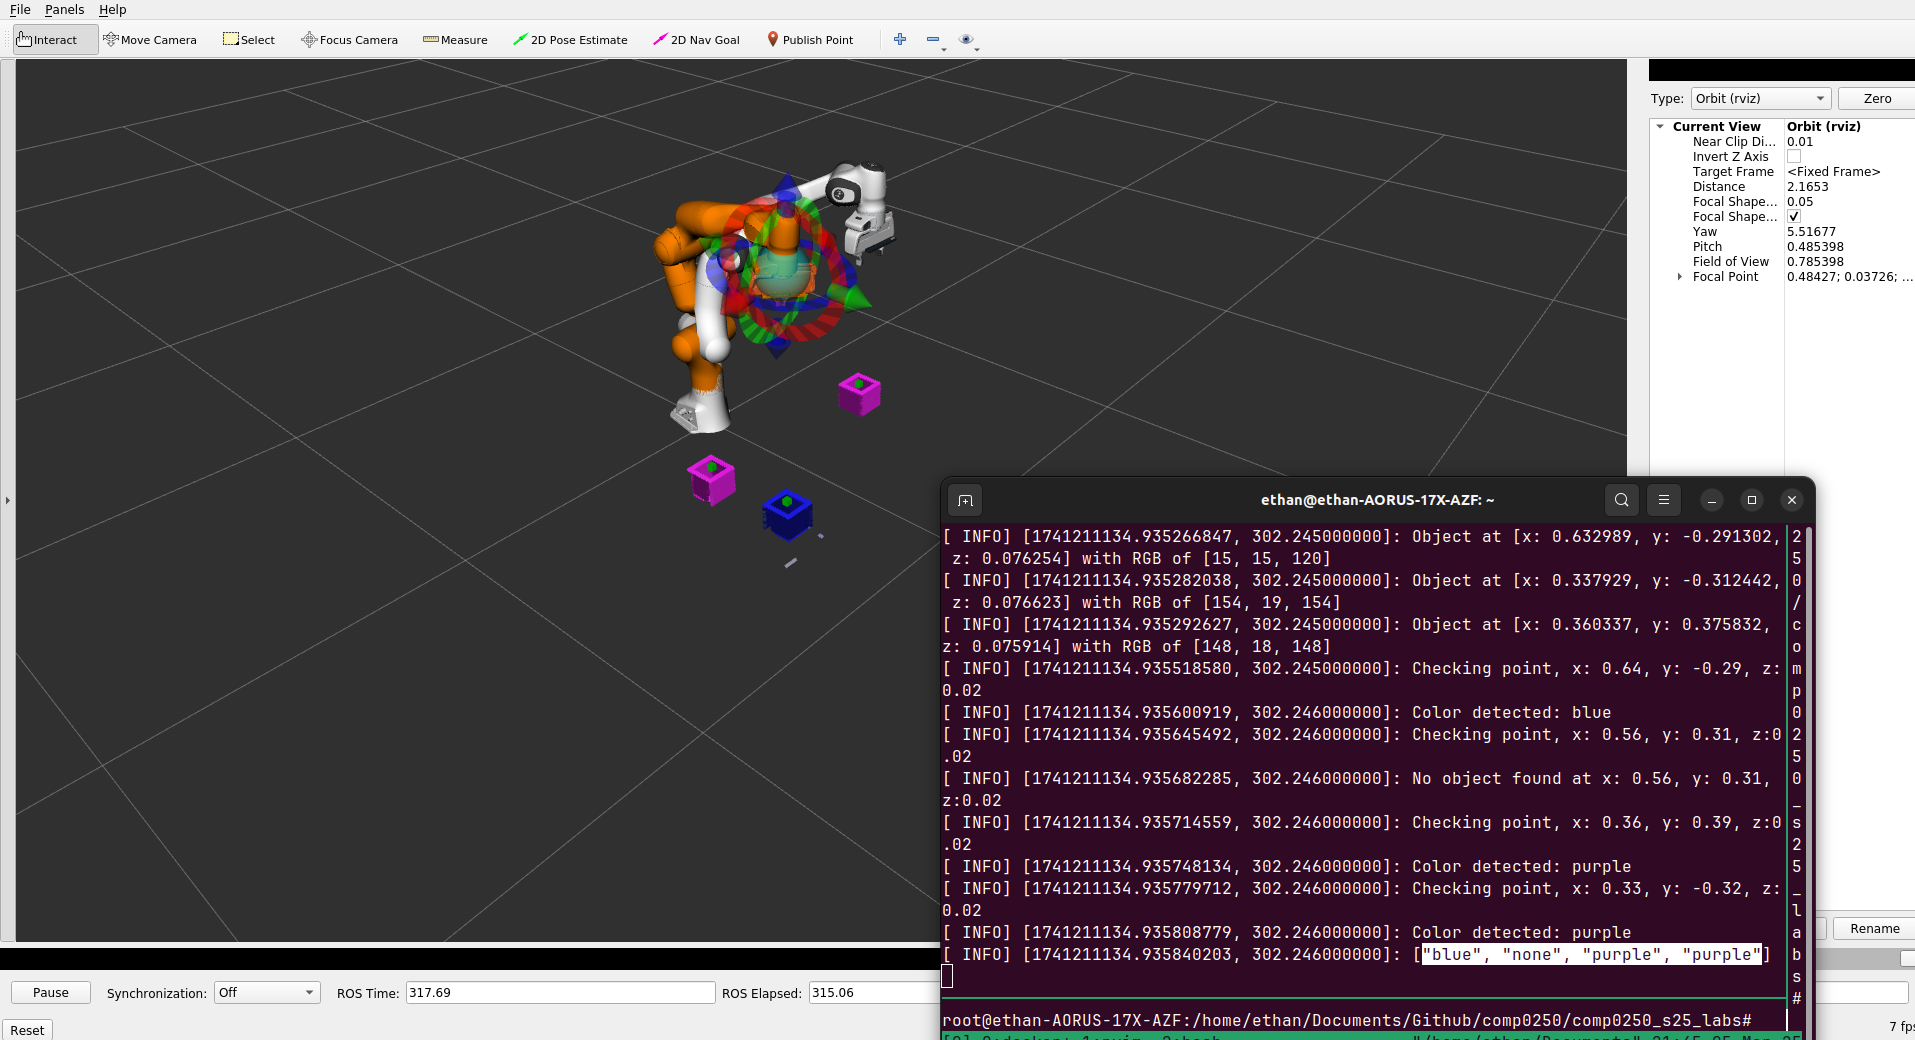 File Panels Help
Interact Move Camera Select Focus Camera Measure 2D Pose Estimate 2D Nav Goal Publish Point
Type: Orbit (rviz) Zero
Current View Orbit (rviz)
Near Clip Di... 0.01
Invert Z Axis
Target Frame <Fixed Frame>
Distance 2.1653
Focal Shape... 0.05
Focal Shape... ✓
Yaw 5.51677
Pitch 0.485398
Field of View 0.785398
Focal Point 0.48427; 0.03726; ...
Rename
ethan@ethan-AORUS-17X-AZF: ~
[ INFO] [1741211134.935266847, 302.245000000]: Object at [x: 0.632989, y: -0.291302,
 z: 0.076254] with RGB of [15, 15, 120]
[ INFO] [1741211134.935282038, 302.245000000]: Object at [x: 0.337929, y: -0.312442,
 z: 0.076623] with RGB of [154, 19, 154]
[ INFO] [1741211134.935292627, 302.245000000]: Object at [x: 0.360337, y: 0.375832,
z: 0.075914] with RGB of [148, 18, 148]
[ INFO] [1741211134.935518580, 302.245000000]: Checking point, x: 0.64, y: -0.29, z:
0.02
[ INFO] [1741211134.935600919, 302.246000000]: Color detected: blue
[ INFO] [1741211134.935645492, 302.246000000]: Checking point, x: 0.56, y: 0.31, z:0
.02
[ INFO] [1741211134.935682285, 302.246000000]: No object found at x: 0.56, y: 0.31,
z:0.02
[ INFO] [1741211134.935714559, 302.246000000]: Checking point, x: 0.36, y: 0.39, z:0
.02
[ INFO] [1741211134.935748134, 302.246000000]: Color detected: purple
[ INFO] [1741211134.935779712, 302.246000000]: Checking point, x: 0.33, y: -0.32, z:
0.02
[ INFO] [1741211134.935808779, 302.246000000]: Color detected: purple
[ INFO] [1741211134.935840203, 302.246000000]: ["blue", "none", "purple", "purple"]
2
5
0
/
c
o
m
p
0
2
5
0
_
s
2
5
_
l
a
b
s
#
root@ethan-AORUS-17X-AZF:/home/ethan/Documents/Github/comp0250/comp0250_s25_labs#
Pause Synchronization: Off ROS Time: 317.69 ROS Elapsed: 315.06
Reset
7 fps